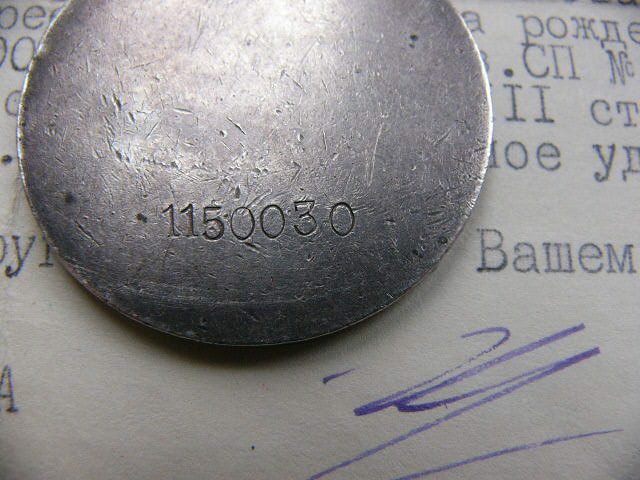 а рожде
.СП №
II ст
ное уд
1150030
Вашем
А